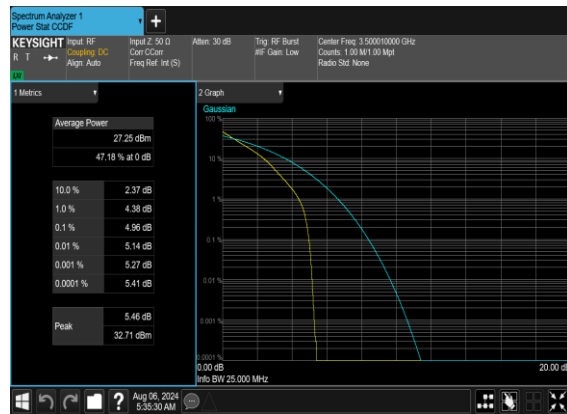 Spectrum Analyzer 1
Power Stat CCDF
+
KEYSIGHT
R T
LW
Input: RF
Coupling: DC
Align: Auto
Input Z: 50 Ω
Corr CCorr
Freq Ref: Int (S)
Atten: 30 dB
Trig: RF Burst
#IF Gain: Low
Center Freq: 3.500010000 GHz
Counts: 1.00 M/1.00 Mpt
Radio Std: None
1 Metrics
Average Power
27.25 dBm
47.18 % at 0 dB
10.0 % 2.37 dB
1.0 % 4.38 dB
0.1 % 4.96 dB
0.01 % 5.14 dB
0.001 % 5.27 dB
0.0001 % 5.41 dB
Peak
5.46 dB
32.71 dBm
2 Graph
Gaussian
100 %
10 %
1 %
0.1 %
0.01 %
0.001 %
0.0001 %
0.00 dB
20.00 dB
Info BW 25.000 MHz
?
Aug 06, 2024
5:35:30 AM